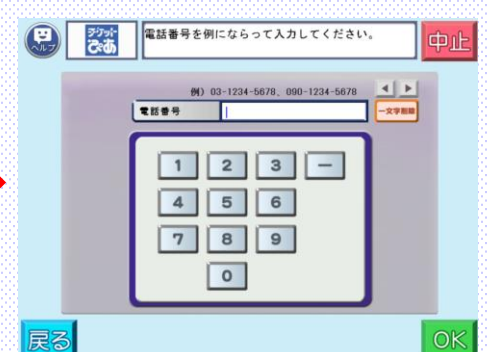 ヘルプ
チケット
ぴあ
電話番号を例にならって入力してください。
中止
例) 03-1234-5678、090-1234-5678
電話番号
一文字削除
1 2 3 ー
4 5 6
7 8 9
0
戻る
OK